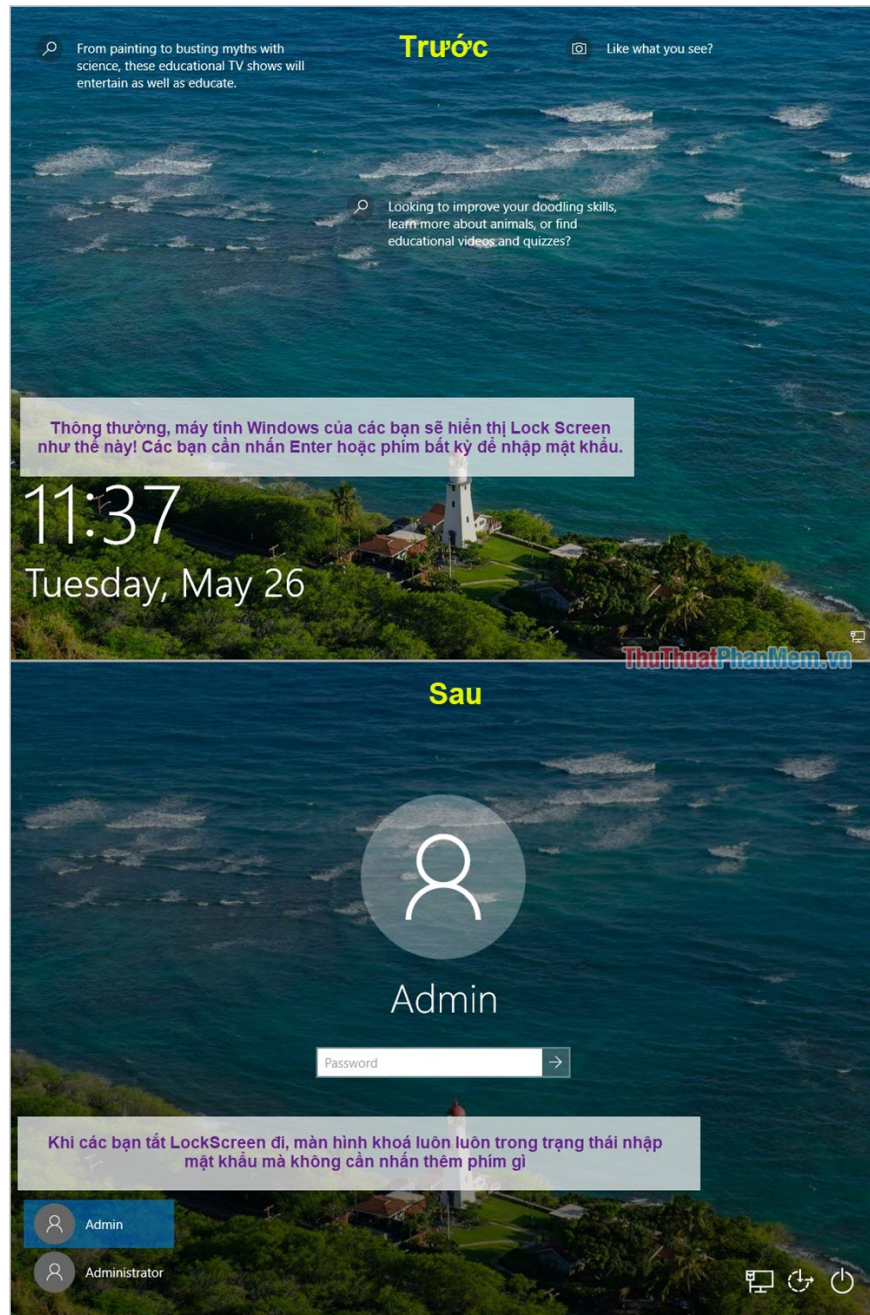 Trước
From painting to busting myths with
science, these educational TV shows will
entertain as well as educate.
Like what you see?
Looking to improve your doodling skills,
learn more about animals, or find
educational videos and quizzes?
Thông thường, máy tính Windows của các bạn sẽ hiển thị Lock Screen
như thế này! Các bạn cần nhấn Enter hoặc phím bất kỳ để nhập mật khẩu.
11:37
Tuesday, May 26
ThuThuatPhanMem.vn
Sau
Admin
Password
Khi các bạn tắt LockScreen đi, màn hình khoá luôn luôn trong trạng thái nhập
mật khẩu mà không cần nhấn thêm phím gì
Admin
Administrator